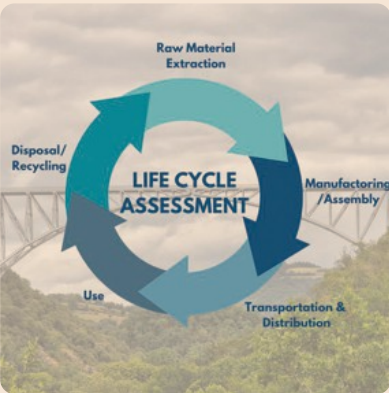 Raw Material
Extraction
Disposal/
Recycling
LIFE CYCLE
ASSESSMENT
Manufactoring
/Assembly
Use
Transportation &
Distribution